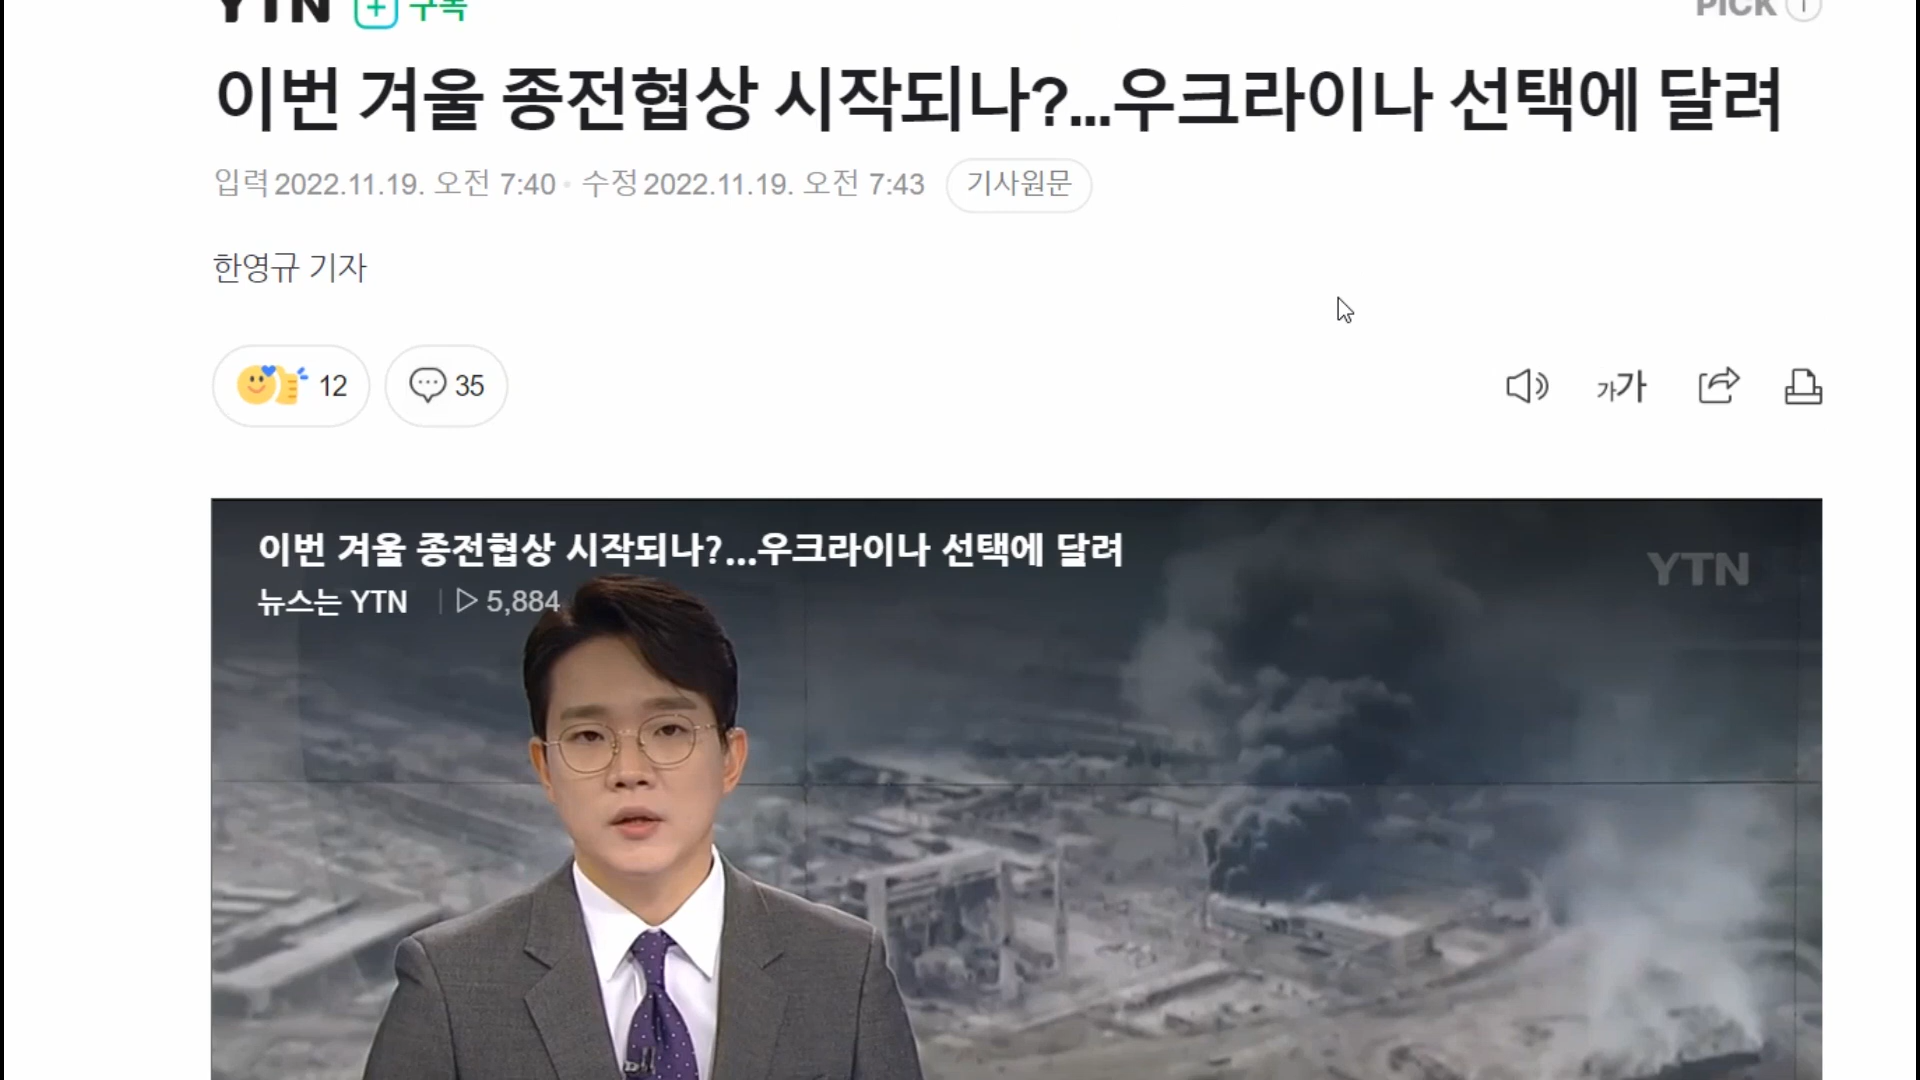 YTN 구독 PICK
이번 겨울 종전협상 시작되나?...우크라이나 선택에 달려
입력 2022.11.19. 오전 7:40 · 수정 2022.11.19. 오전 7:43 기사원문
한영규 기자
12 35 가가
이번 겨울 종전협상 시작되나?...우크라이나 선택에 달려
YTN
뉴스는 YTN 5,884